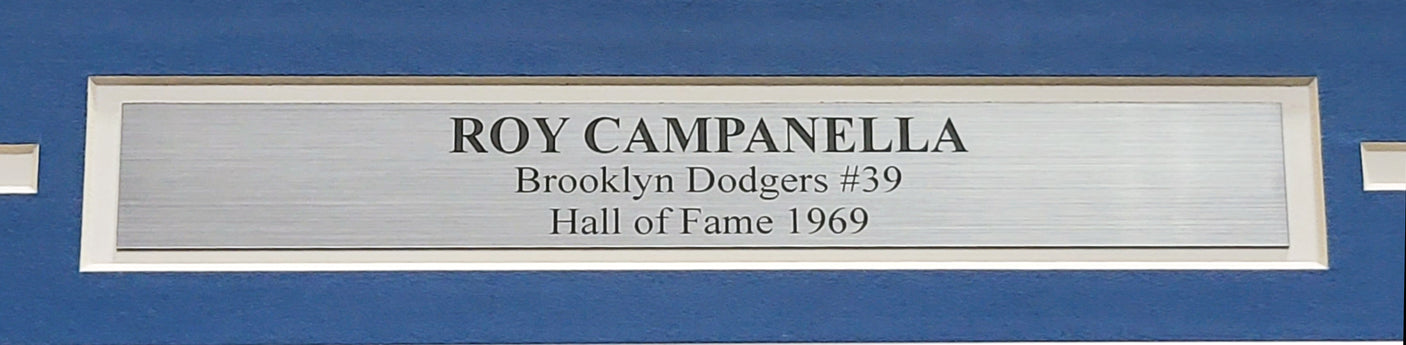 ROY CAMPANELLA
Brooklyn Dodgers #39
Hall of Fame 1969